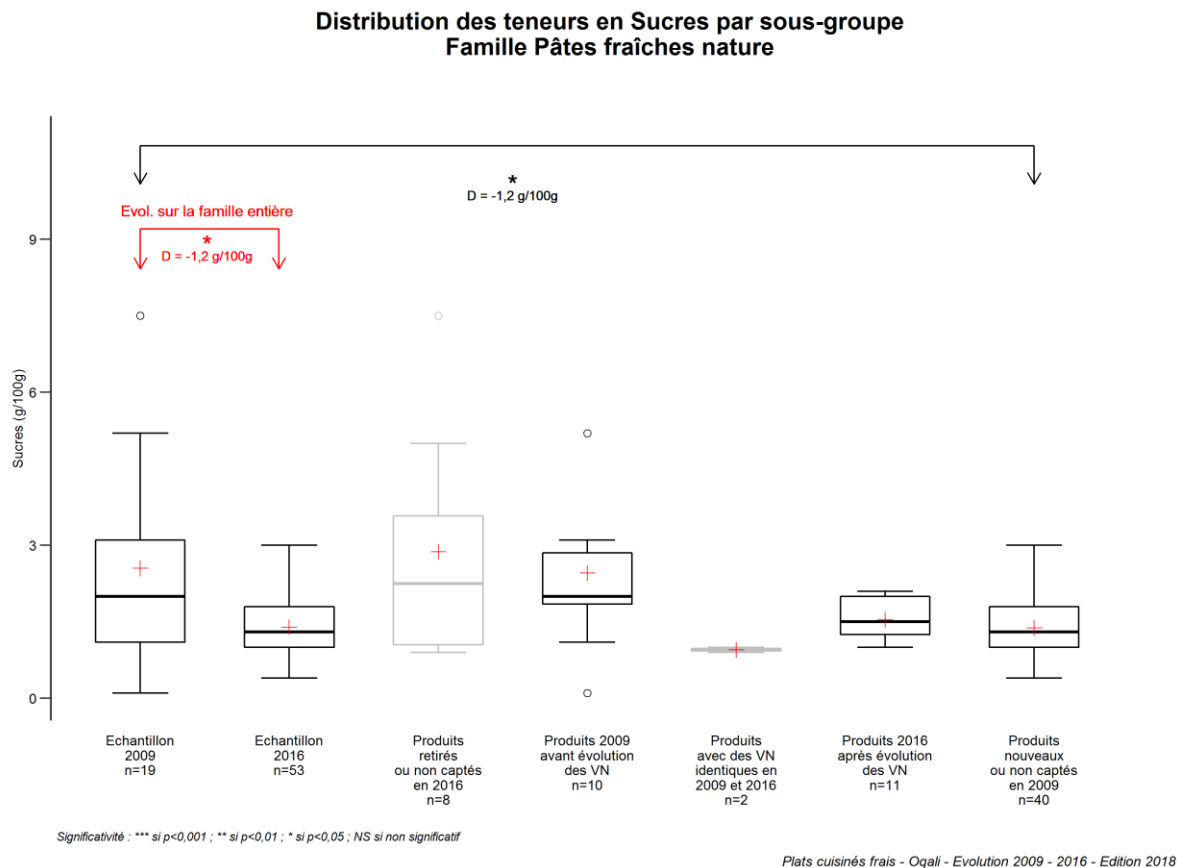 Distribution des teneurs en Sucres par sous-groupe
Famille Pâtes fraîches nature
*
D = -1,2 g/100g
Evol. sur la famille entière
*
D = -1,2 g/100g
Sucres (g/100g)
9
6
3
0
Echantillon
2009
n=19
Echantillon
2016
n=53
Produits
retirés
ou non captés
en 2016
n=8
Produits 2009
avant évolution
des VN
n=10
Produits
avec des VN
identiques en
2009 et 2016
n=2
Produits 2016
après évolution
des VN
n=11
Produits
nouveaux
ou non captés
en 2009
n=40
Significativité : *** si p<0,001 ; ** si p<0,01 ; * si p<0,05 ; NS si non significatif
Plats cuisinés frais - Oqali - Evolution 2009 - 2016 - Edition 2018